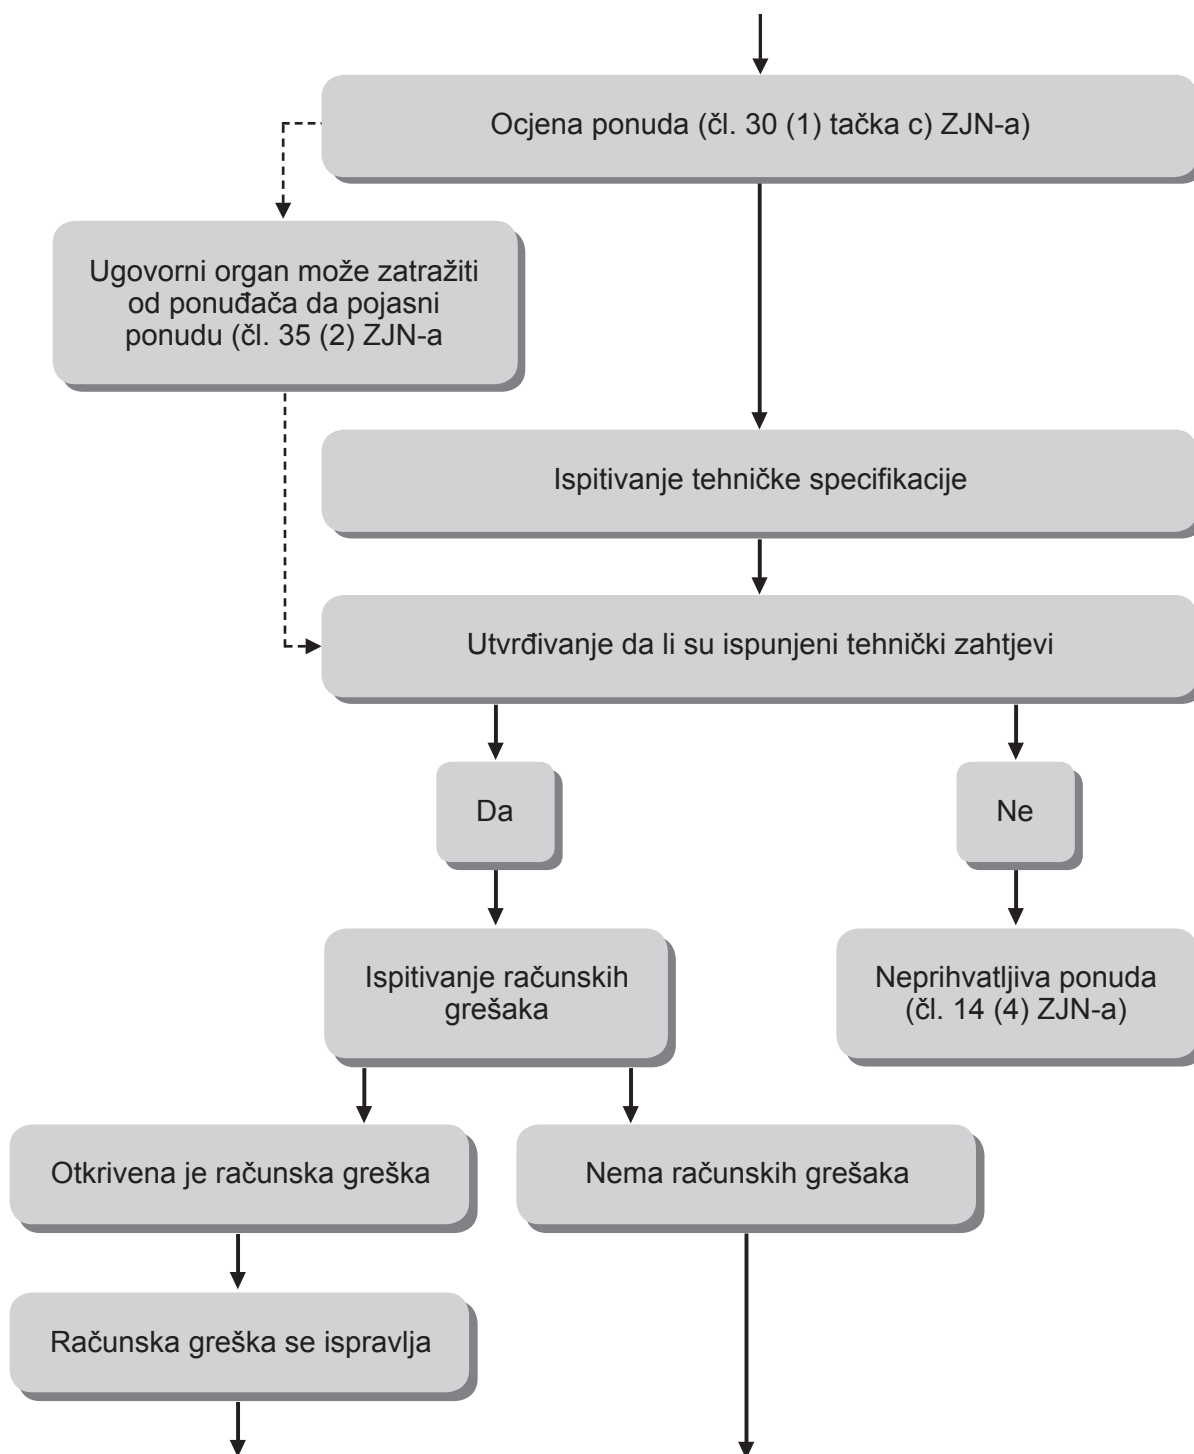 Ocjena ponuda (čl. 30 (1) tačka c) ZJN-a)
Ugovorni organ može zatražiti
od ponuđača da pojasni
ponudu (čl. 35 (2) ZJN-a
Ispitivanje tehničke specifikacije
Utvrđivanje da li su ispunjeni tehnički zahtjevi
Da
Ne
Ispitivanje računskih
grešaka
Neprihvatljiva ponuda
(čl. 14 (4) ZJN-a)
Otkrivena je računska greška
Nema računskih grešaka
Računska greška se ispravlja